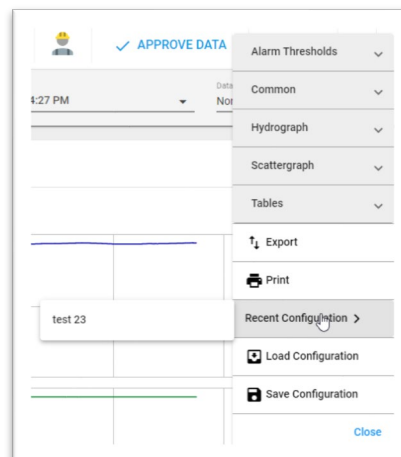 APPROVE DATA
Alarm Thresholds
Data
Common
4:27 PM
Nor
Hydrograph
Scattergraph
Tables
Export
Print
test 23
Recent Configuration
Load Configuration
Save Configuration
Close